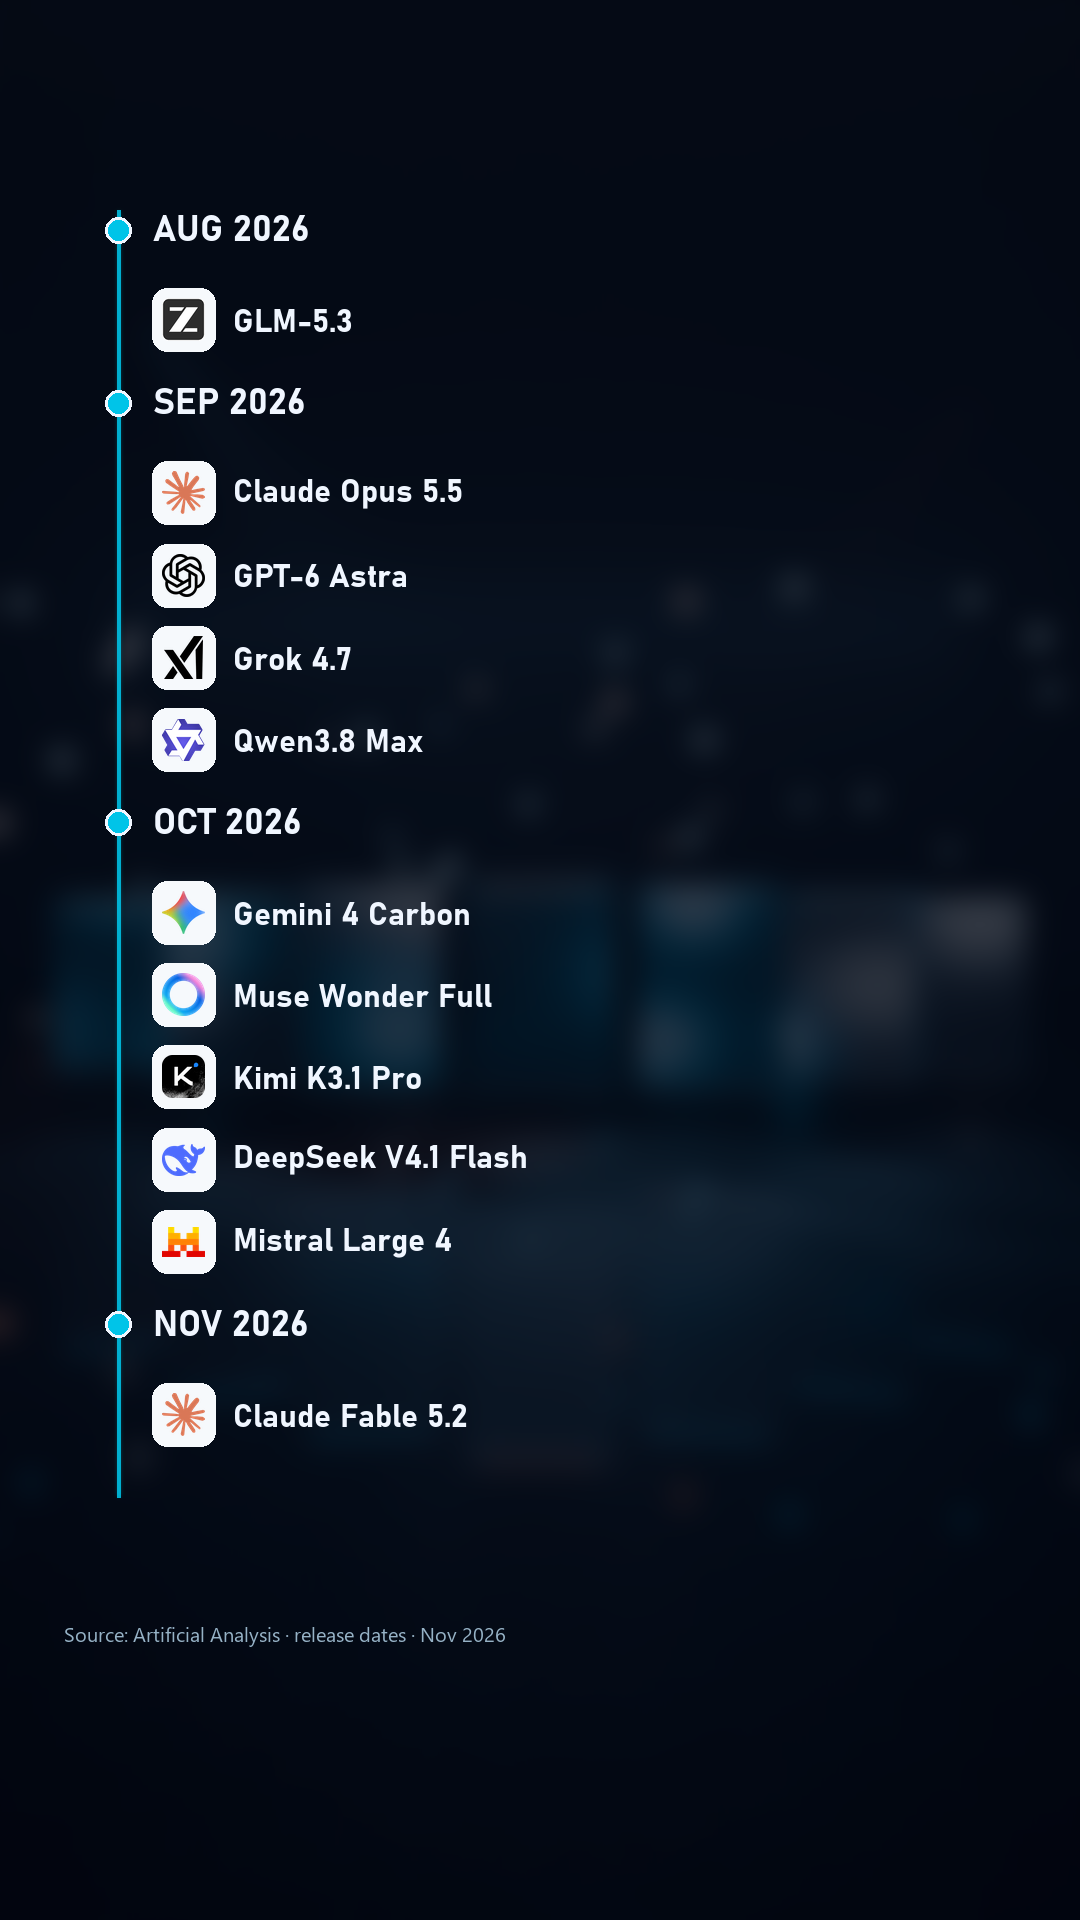 AUG 2026
GLM-5.3
SEP 2026
Claude Opus 5.5
GPT-6 Astra
Grok 4.7
Qwen3.8 Max
OCT 2026
Gemini 4 Carbon
Muse Wonder Full
Kimi K3.1 Pro
DeepSeek V4.1 Flash
Mistral Large 4
NOV 2026
Claude Fable 5.2
Source: Artificial Analysis · release dates · Nov 2026